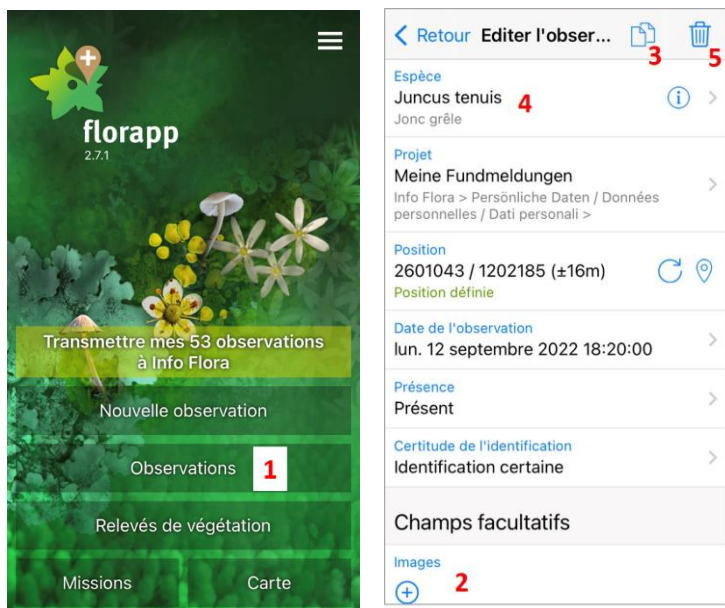 florapp
2.7.1
Transmettre mes 53 observations
à Info Flora
Nouvelle observation
Observations 1
Relevés de végétation
Missions Carte
Retour Editer l'obser... 3 5
Espèce
Juncus tenuis 4
Jonc grêle
Projet
Meine Fundmeldungen
Info Flora > Persönliche Daten / Données
personnelles / Dati personali >
Position
2601043 / 1202185 (±16m)
Position définie
Date de l'observation
lun. 12 septembre 2022 18:20:00
Présence
Présent
Certitude de l'identification
Identification certaine
Champs facultatifs
Images
2